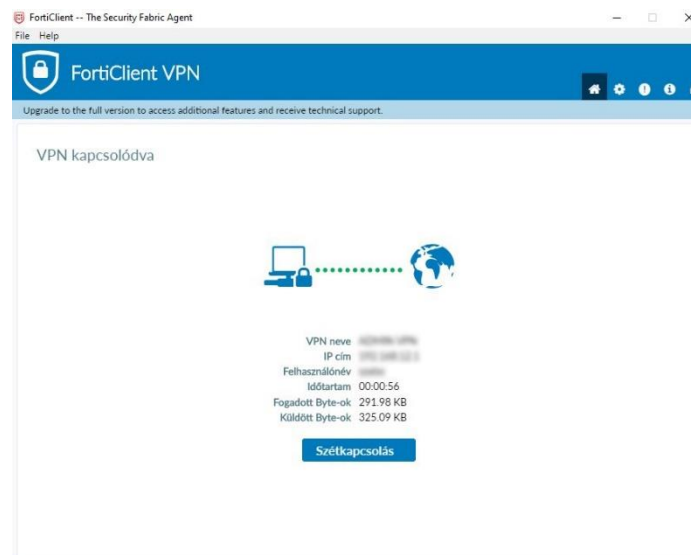 FortiClient -- The Security Fabric Agent
File Help
FortiClient VPN
Upgrade to the full version to access additional features and receive technical support.
VPN kapcsolódva
VPN neve
IP cím
Felhasználónév
Időtartam 00:00:56
Fogadott Byte-ok 291.98 KB
Küldött Byte-ok 325.09 KB
Szétkapcsolás